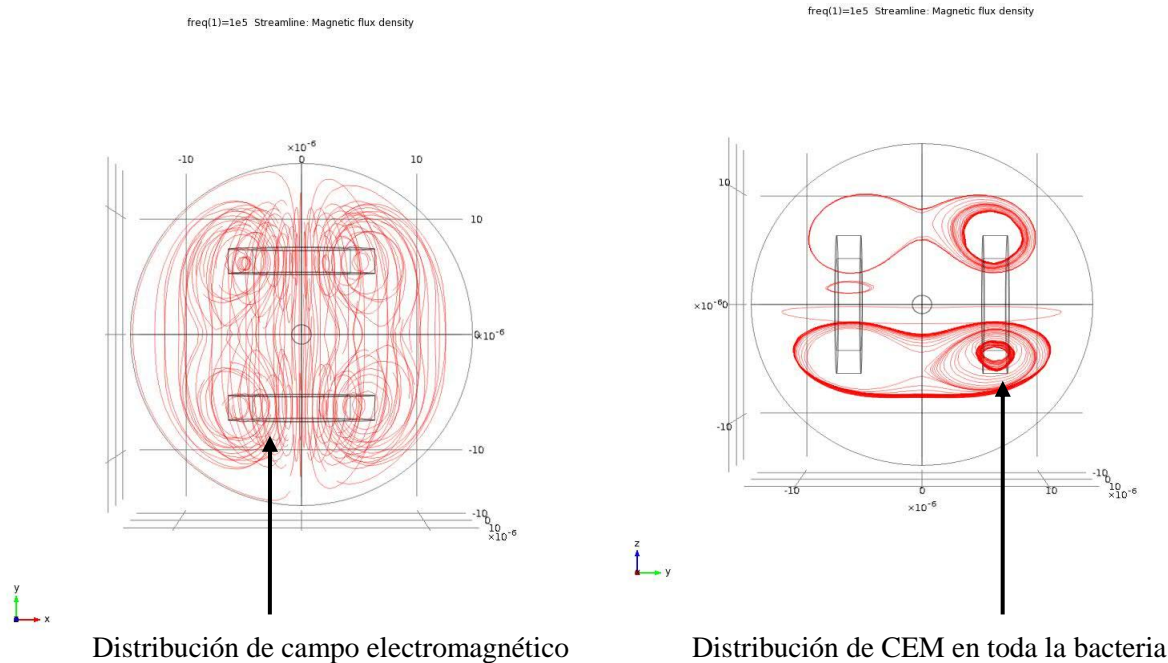 freq(1)=1e5 Streamline: Magnetic flux density
×10⁻⁶
-10 0 10
10
0 ×10⁻⁶
-10
-10
0
10
×10⁻⁶
y
x
Distribución de campo electromagnético
freq(1)=1e5 Streamline: Magnetic flux density
10
×10⁻⁶0
-10
-10 0 10
×10⁻⁶
-10
0
10
×10⁻⁶
z
y
Distribución de CEM en toda la bacteria